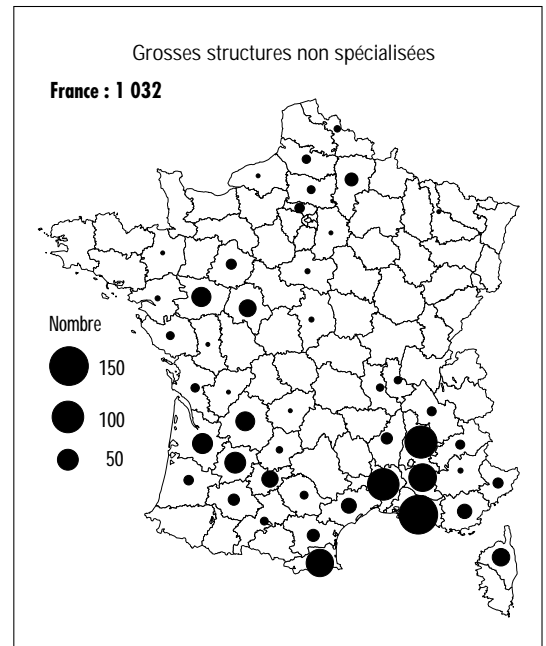 Grosses structures non spécialisées
France : 1 032
Nombre
150
100
50